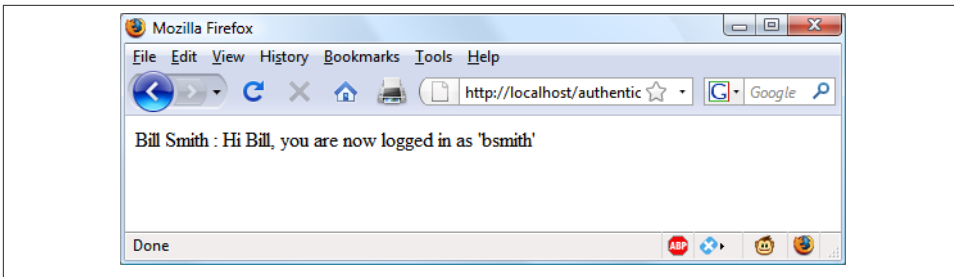 Mozilla Firefox
File Edit View History Bookmarks Tools Help
http://localhost/authentic G Google
Bill Smith : Hi Bill, you are now logged in as 'bsmith'
Done ABP